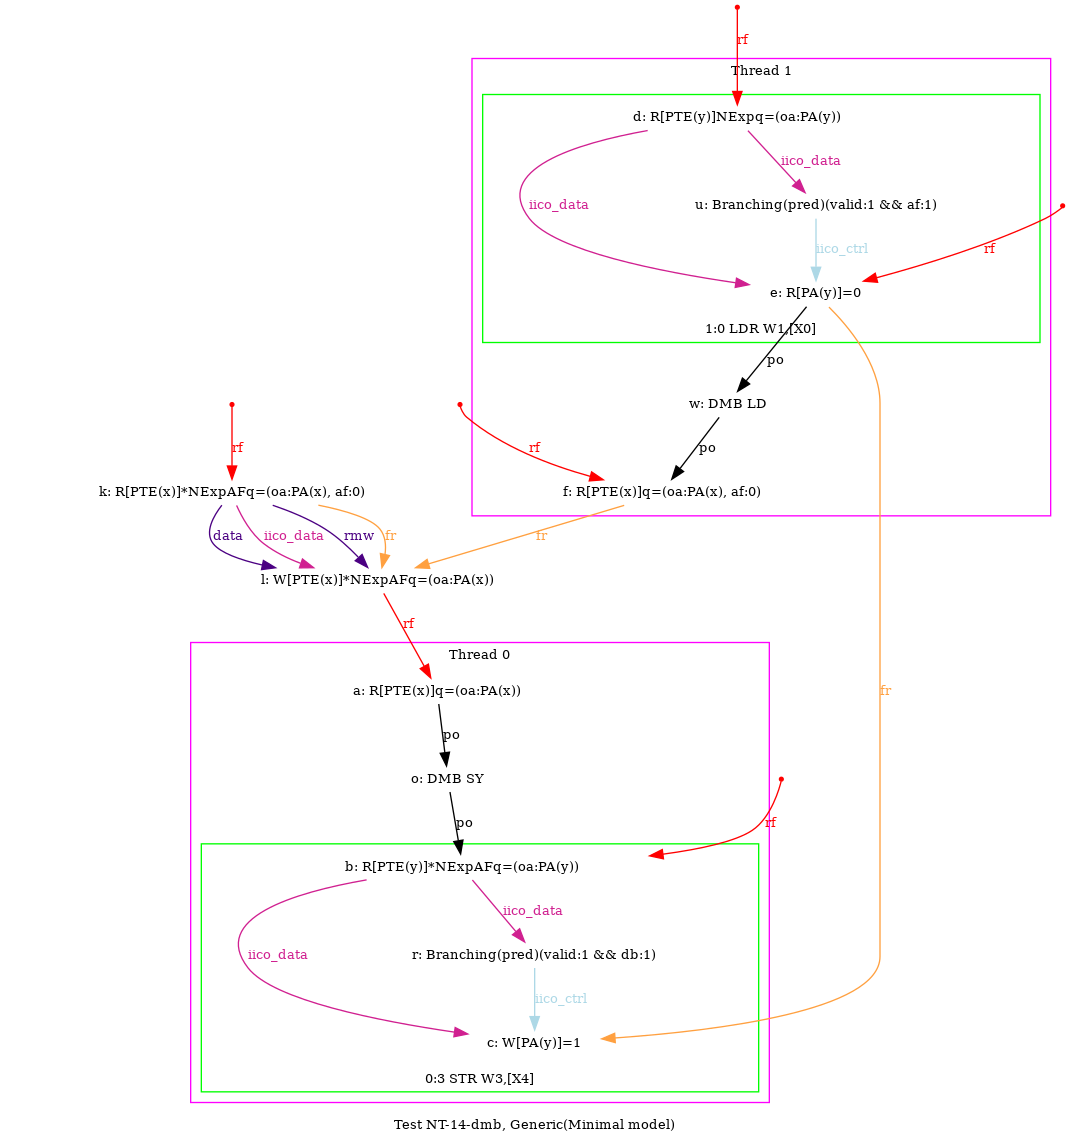 rf
Thread 1
d: R[PTE(y)]NExpq=(oa:PA(y))
iico_data
iico_data
u: Branching(pred)(valid:1 && af:1)
iico_ctrl
rf
e: R[PA(y)]=0
1:0 LDR W1,[X0]
po
w: DMB LD
rf
rf
po
k: R[PTE(x)]*NExpAFq=(oa:PA(x), af:0)
f: R[PTE(x)]q=(oa:PA(x), af:0)
data
iico_data
rmw
fr
fr
l: W[PTE(x)]*NExpAFq=(oa:PA(x))
rf
Thread 0
a: R[PTE(x)]q=(oa:PA(x))
fr
po
o: DMB SY
po
rf
b: R[PTE(y)]*NExpAFq=(oa:PA(y))
iico_data
iico_data
r: Branching(pred)(valid:1 && db:1)
iico_ctrl
c: W[PA(y)]=1
0:3 STR W3,[X4]
Test NT-14-dmb, Generic(Minimal model)